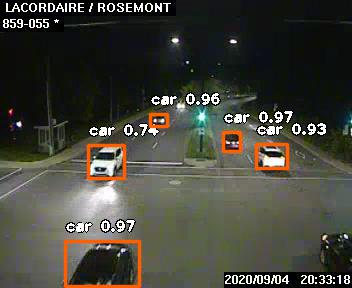 LACORDAIRE / ROSEMONT
859-055 *
car 0.96
car 0.97
car 0.74
car 0.93
car 0.97
2020/09/04 20:33:18